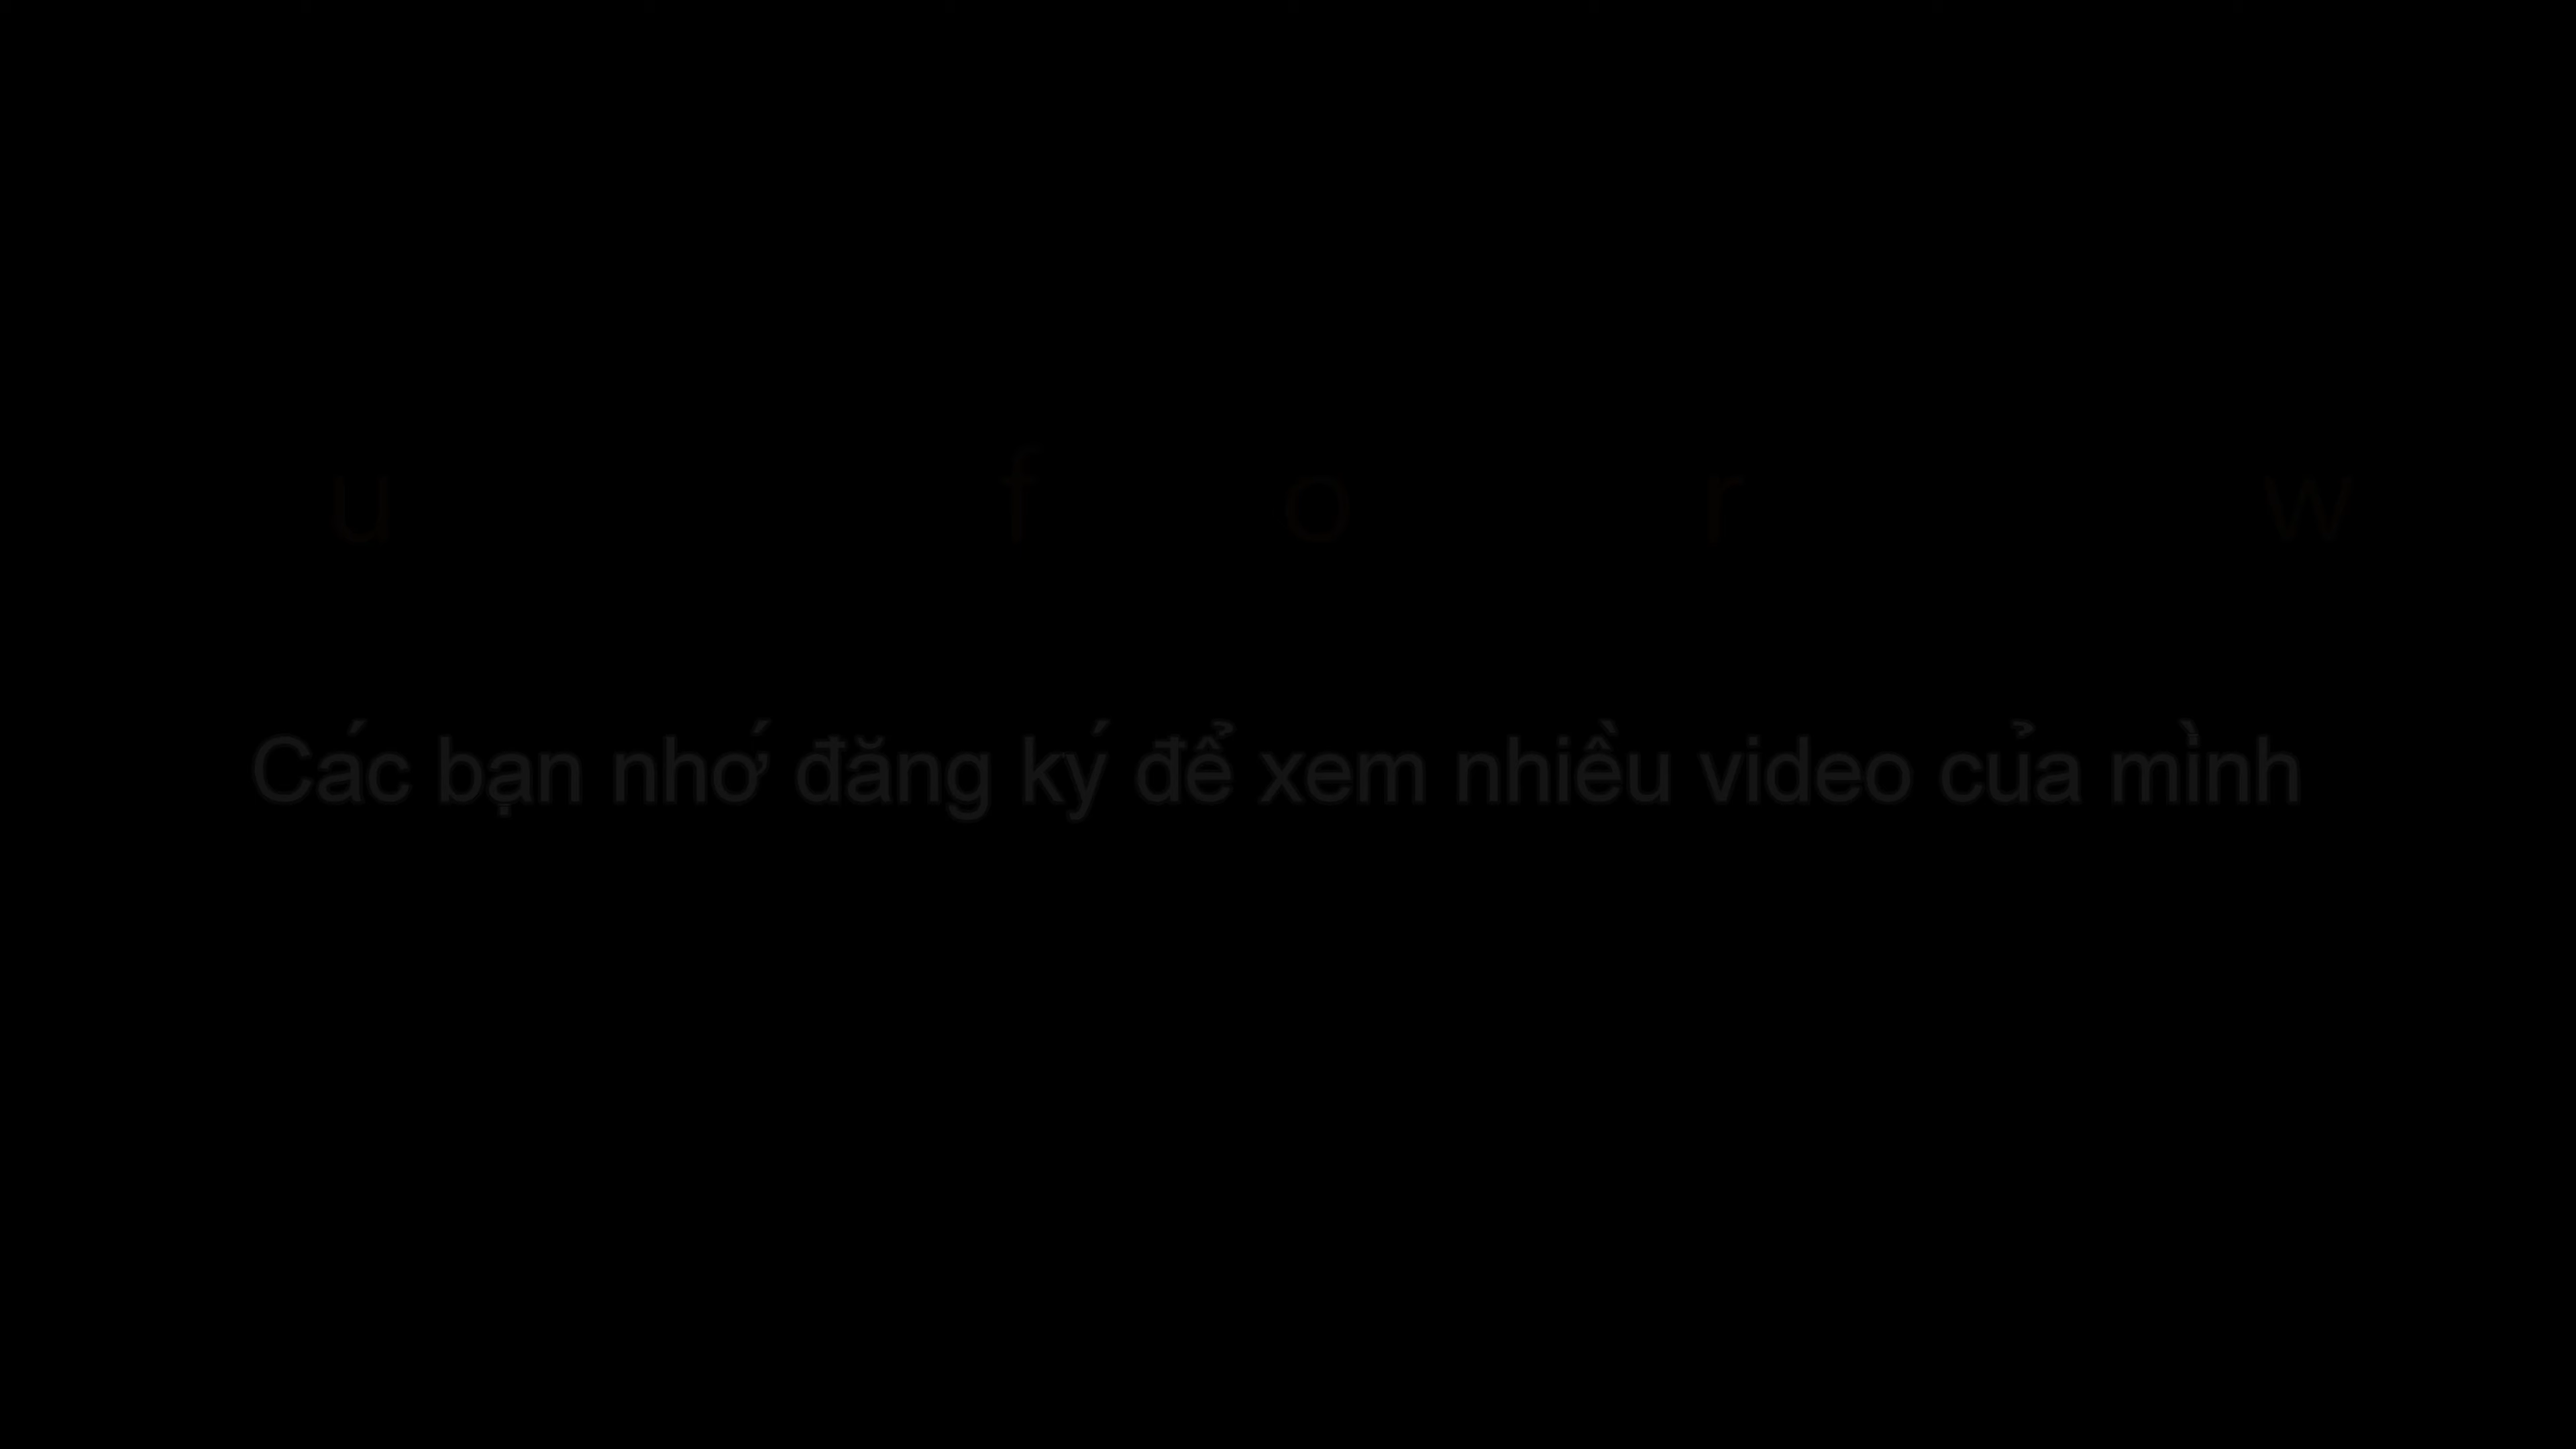 u f o r w
Các bạn nhớ đăng ký để xem nhiều video của mình